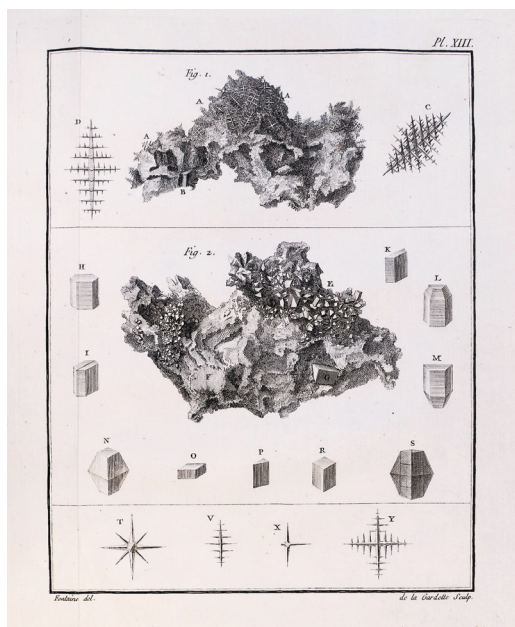 Pl. XIII.
Fig. 1.
A
A
D
C
A
B
Fig. 2.
K
H
E
L
I
F
G
M
N
O
P
R
S
T
V
X
Y
Fontaine del.
de la Gardette Sculp.